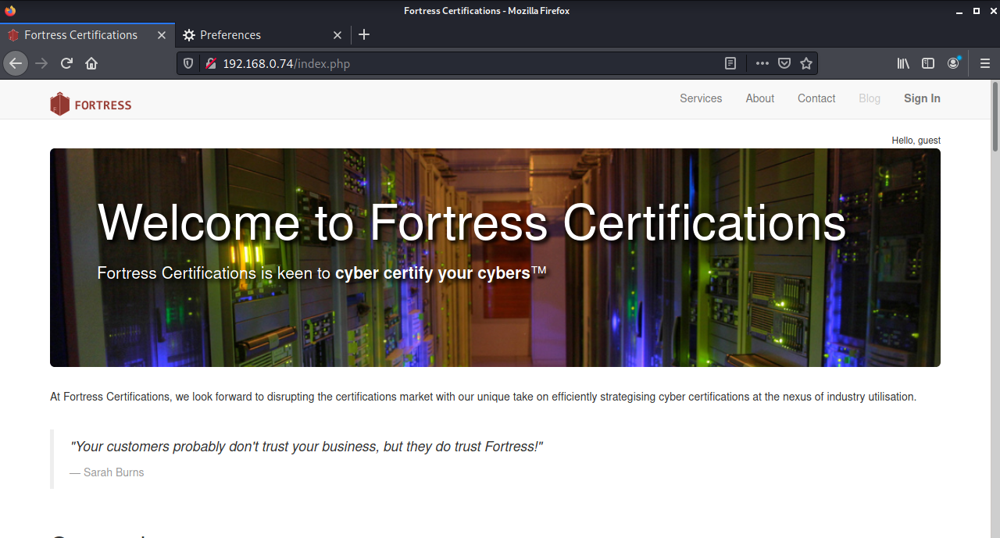 Fortress Certifications - Mozilla Firefox
Fortress Certifications
Preferences
192.168.0.74/index.php
FORTRESS
Services
About
Contact
Blog
Sign In
Hello, guest
Welcome to Fortress Certifications
Fortress Certifications is keen to cyber certify your cybers™
At Fortress Certifications, we look forward to disrupting the certifications market with our unique take on efficiently strategising cyber certifications at the nexus of industry utilisation.
"Your customers probably don't trust your business, but they do trust Fortress!"
— Sarah Burns